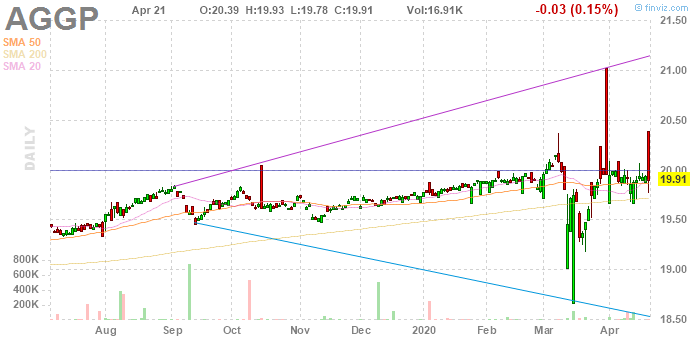 AGGP Apr 21 O:20.39 H:19.93 L:19.78 C:19.91 Vol:16.91K -0.03 (0.15%) © finviz.com
SMA 50
SMA 200
SMA 20
DAILY
21.50
21.00
20.50
20.00
19.91
19.50
19.00
18.50
800K
600K
400K
200K
Aug Sep Oct Nov Dec 2020 Feb Mar Apr